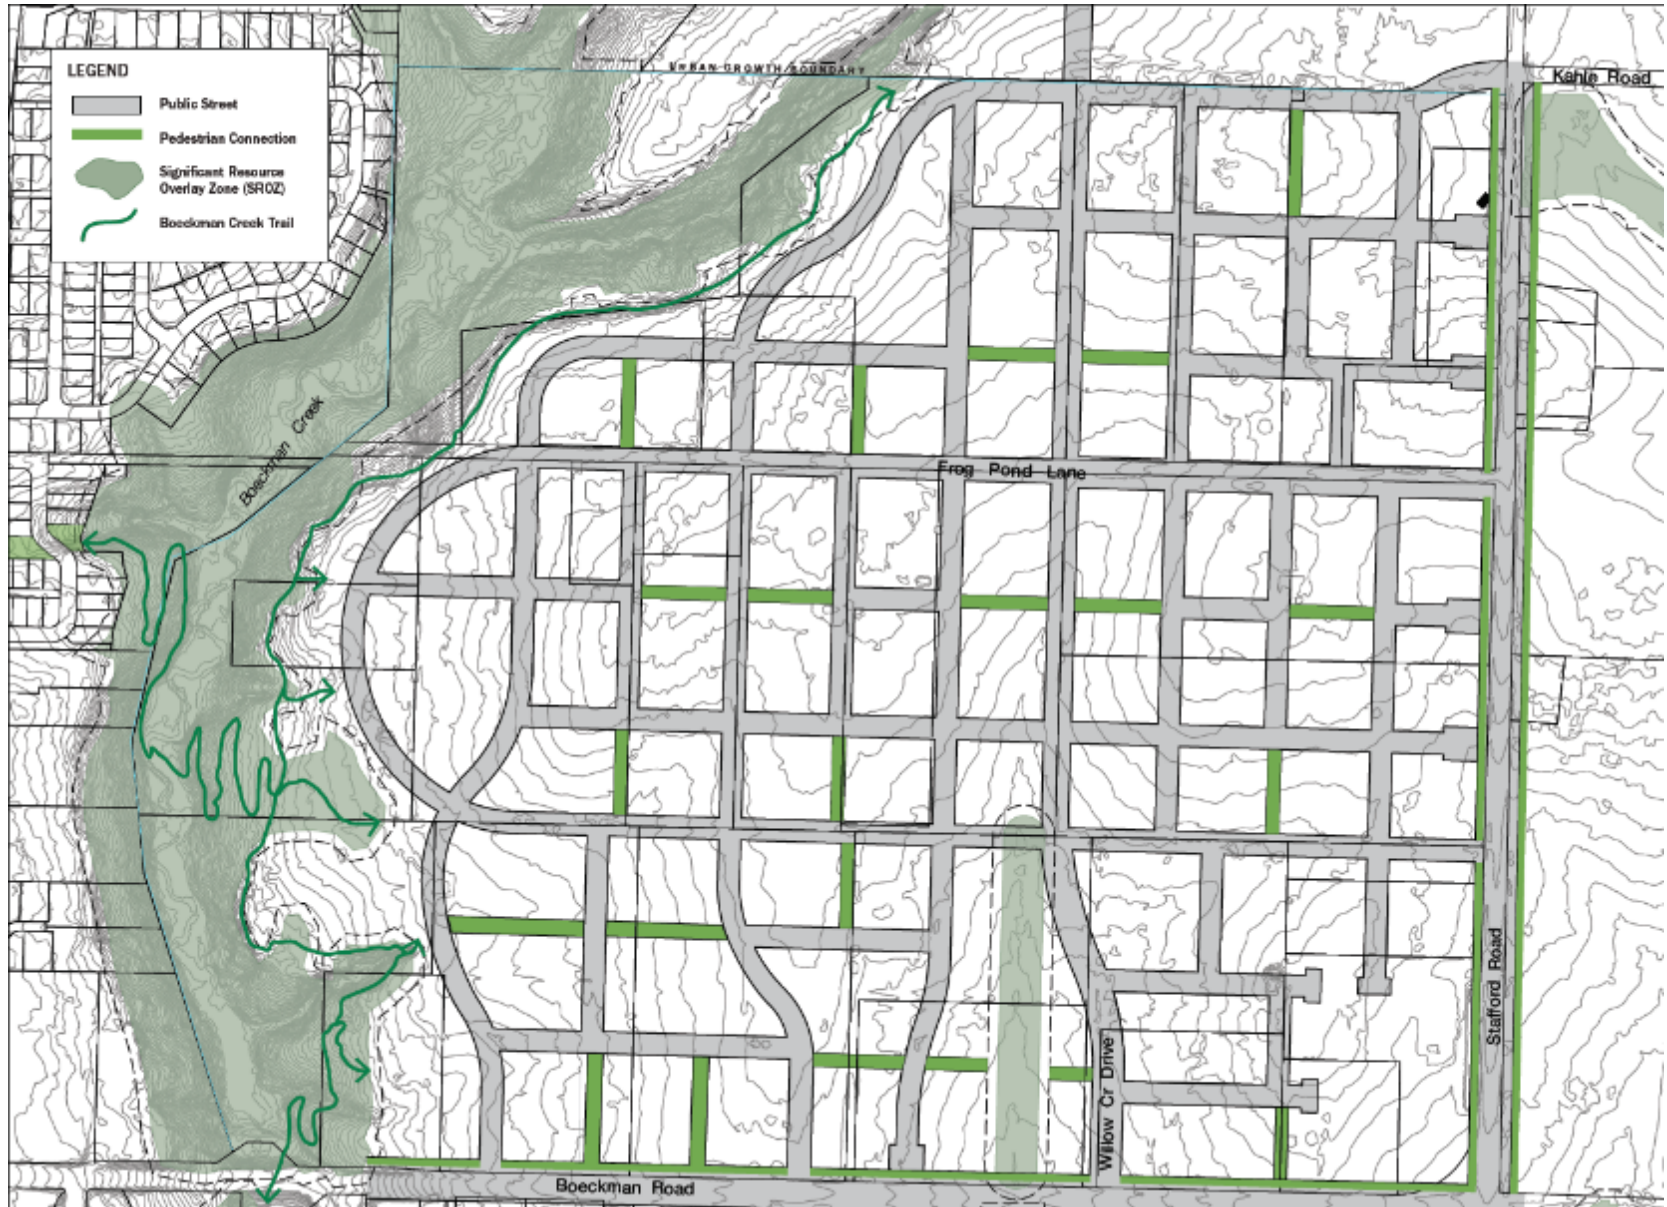 LEGEND
Public Street
Pedestrian Connection
Significant Resource
Overlay Zone (SROZ)
Boeckman Creek Trail
URBAN GROWTH BOUNDARY
Kahle Road
Boeckman Creek
Frog Pond Lane
Stafford Road
Willow Cr Drive
Boeckman Road